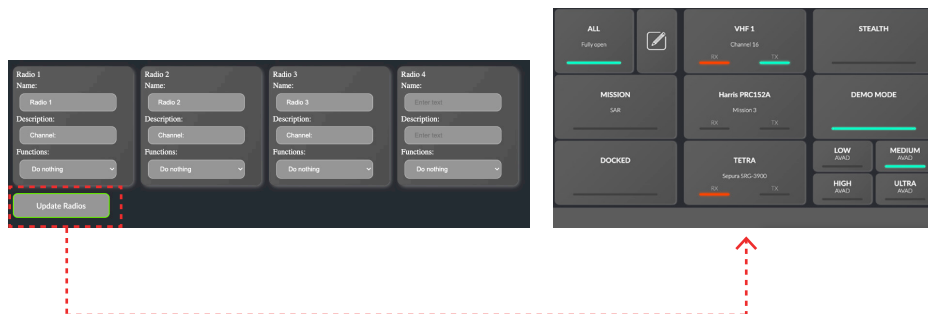 Radio 1
Name:
Radio 1
Description:
Channel:
Functions:
Do nothing
Radio 2
Name:
Radio 2
Description:
Channel:
Functions:
Do nothing
Radio 3
Name:
Radio 3
Description:
Channel:
Functions:
Do nothing
Radio 4
Name:
Enter text
Description:
Enter text
Functions:
Do nothing
Update Radios
ALL
Fully open
VHF 1
Channel 16
RX TX
STEALTH
MISSION
SAR
Harris PRC152A
Mission 3
RX TX
DEMO MODE
DOCKED
TETRA
Sepura SRG-3900
RX TX
LOW
AVAD
MEDIUM
AVAD
HIGH
AVAD
ULTRA
AVAD